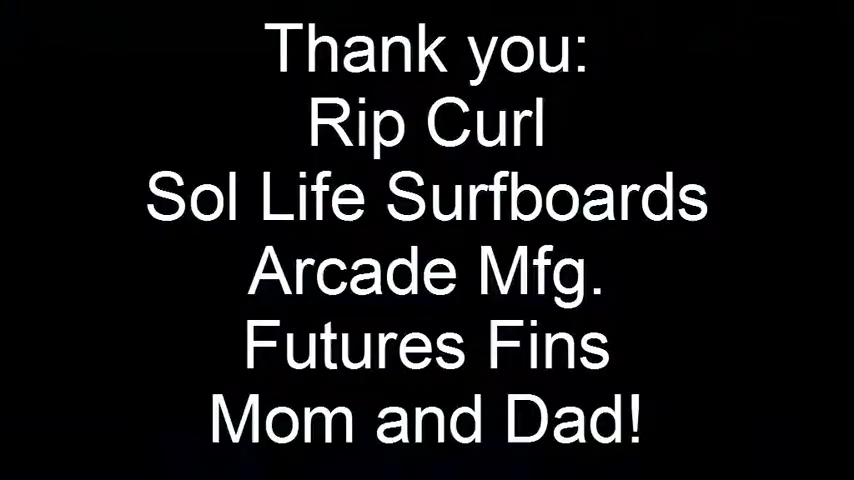 Thank you:
Rip Curl
Sol Life Surfboards
Arcade Mfg.
Futures Fins
Mom and Dad!